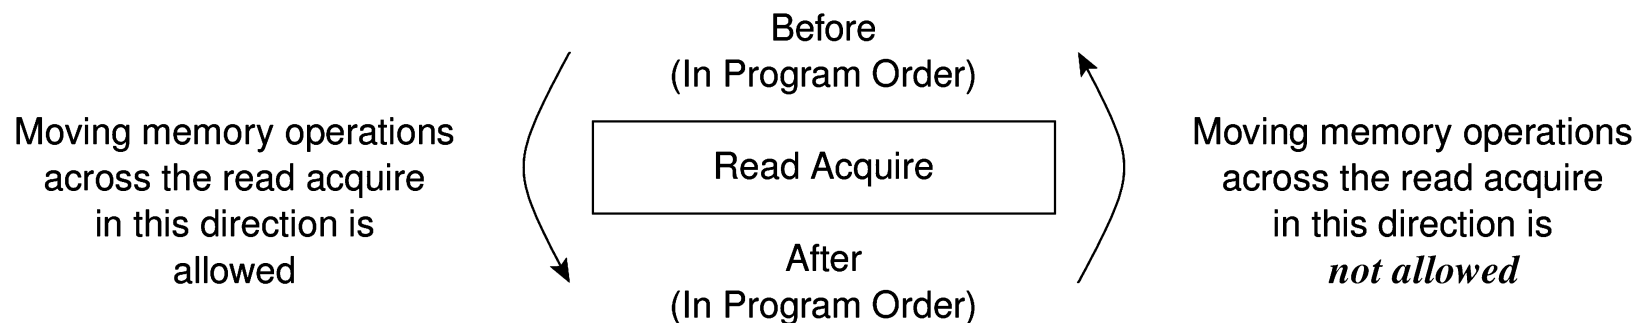 Before
(In Program Order)
Moving memory operations
across the read acquire
in this direction is
allowed
Read Acquire
Moving memory operations
across the read acquire
in this direction is
not allowed
After
(In Program Order)